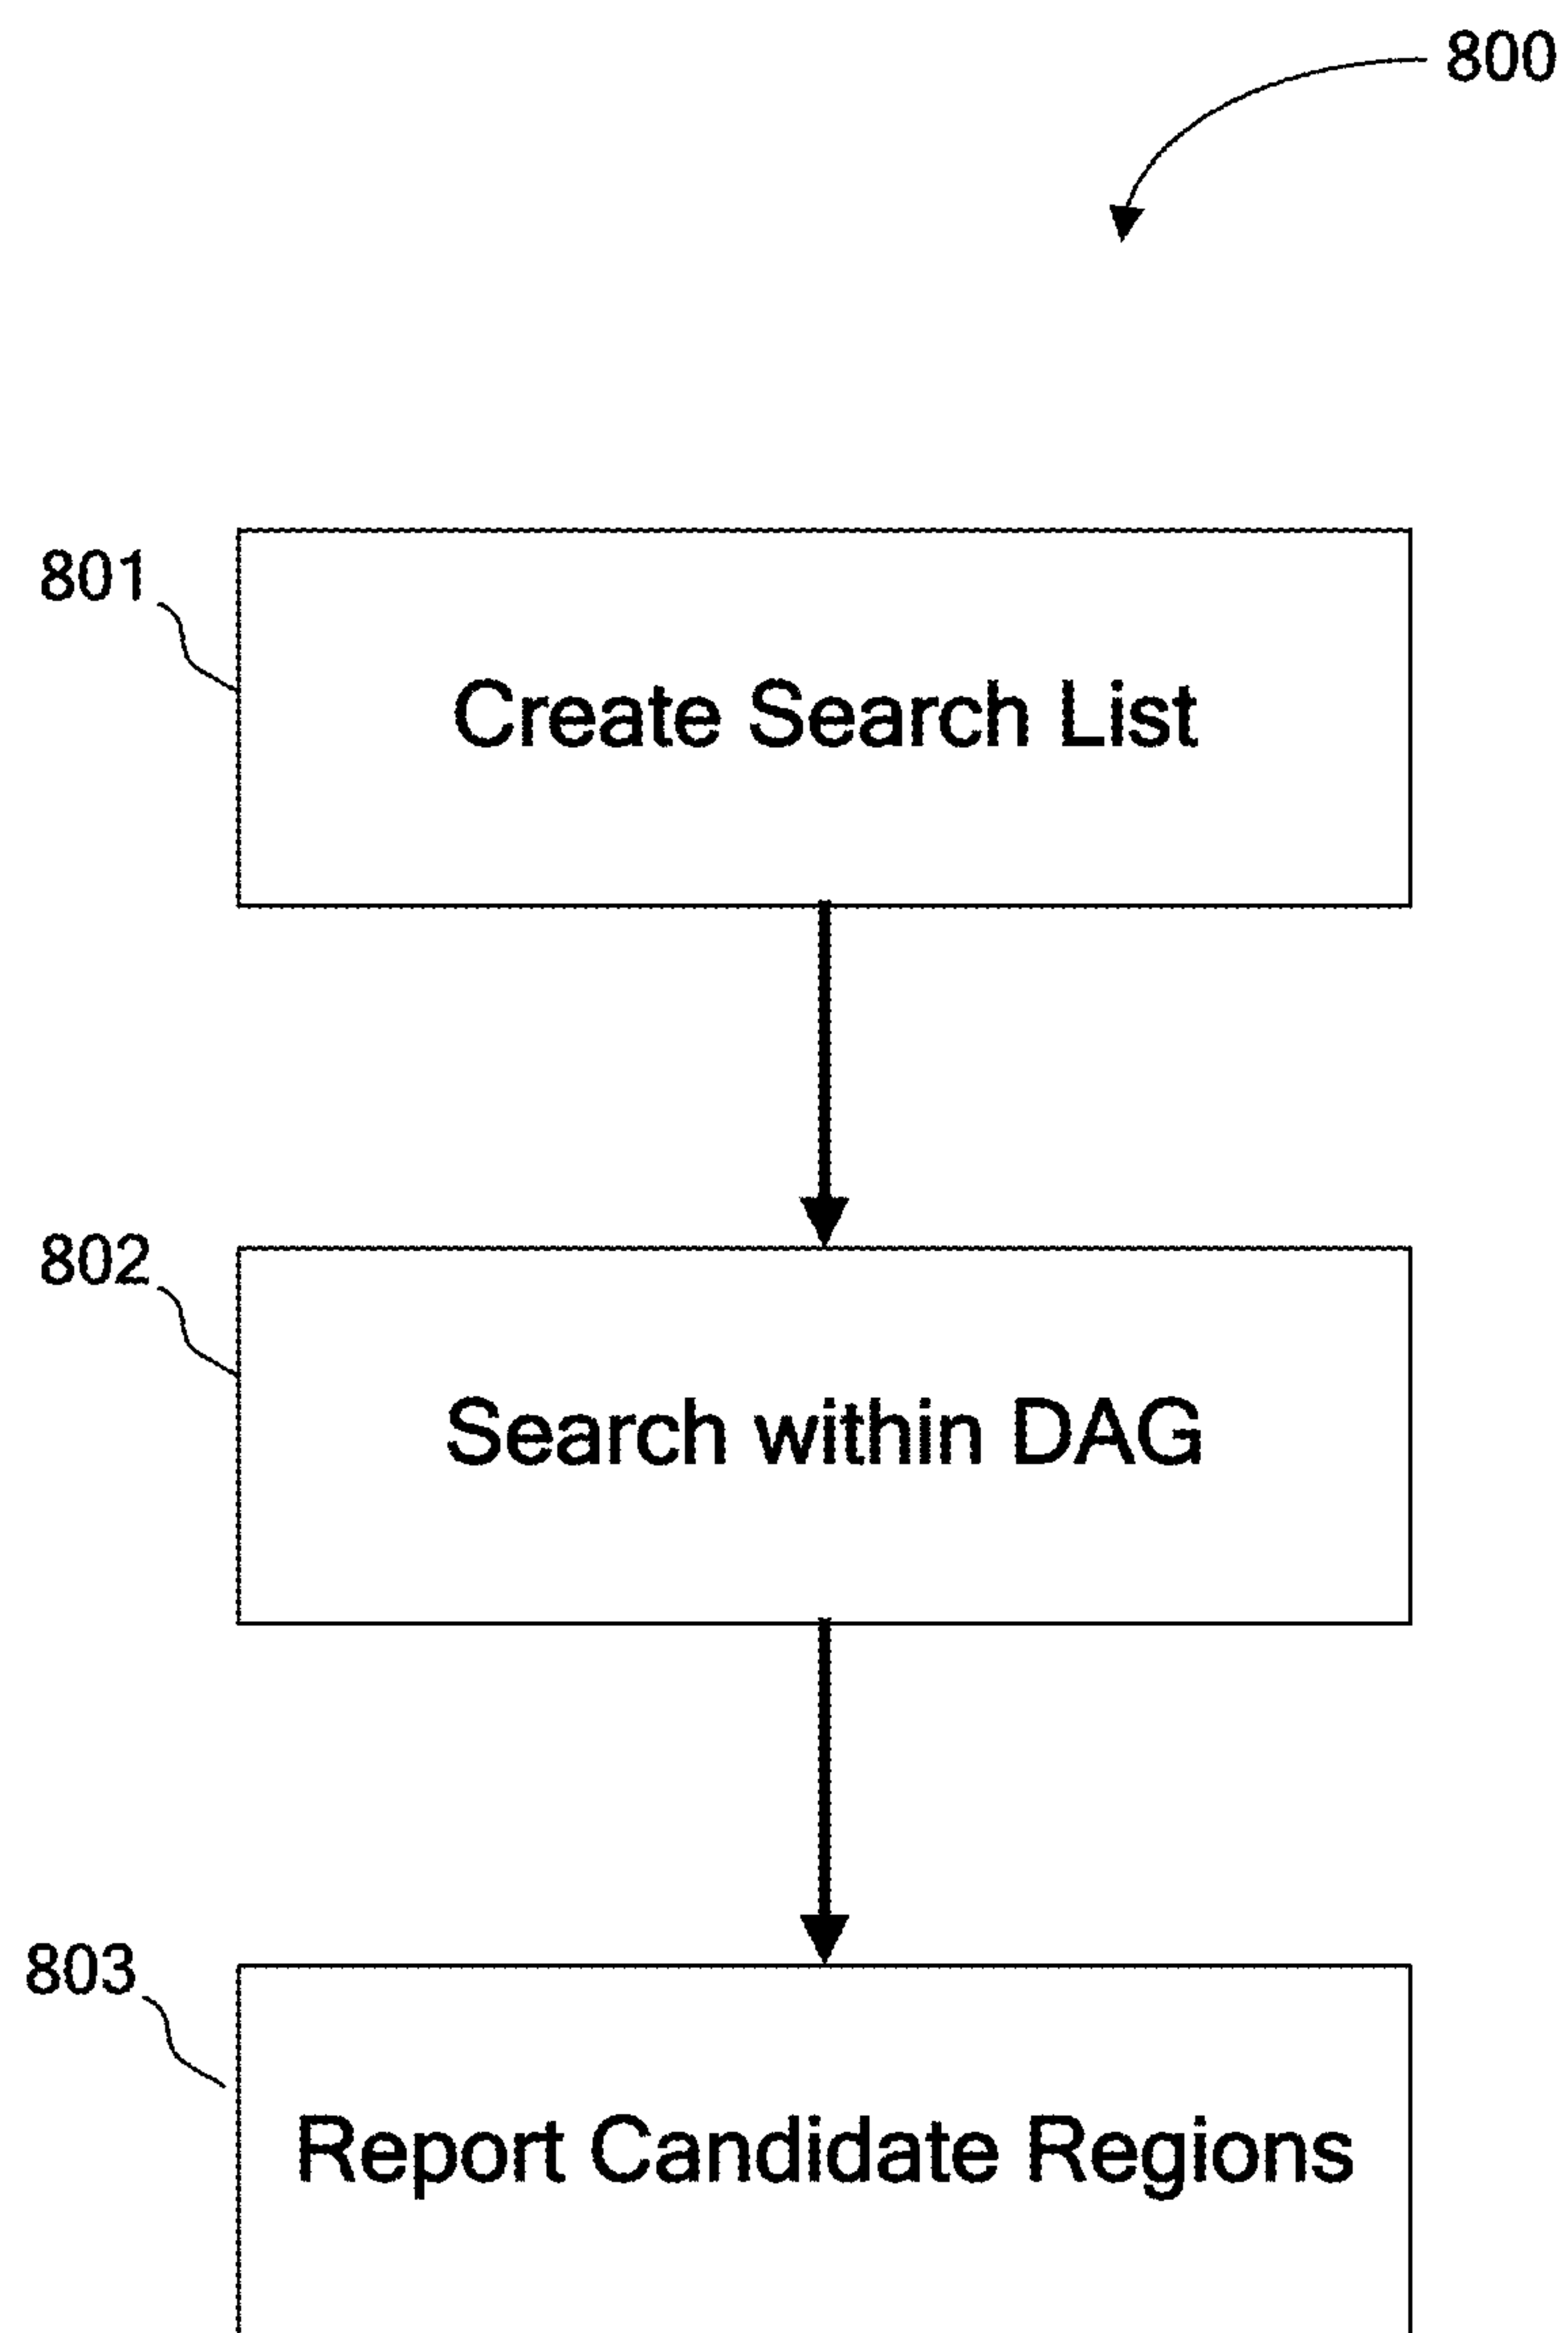 800
801
Create Search List
802
Search within DAG
803
Report Candidate Regions